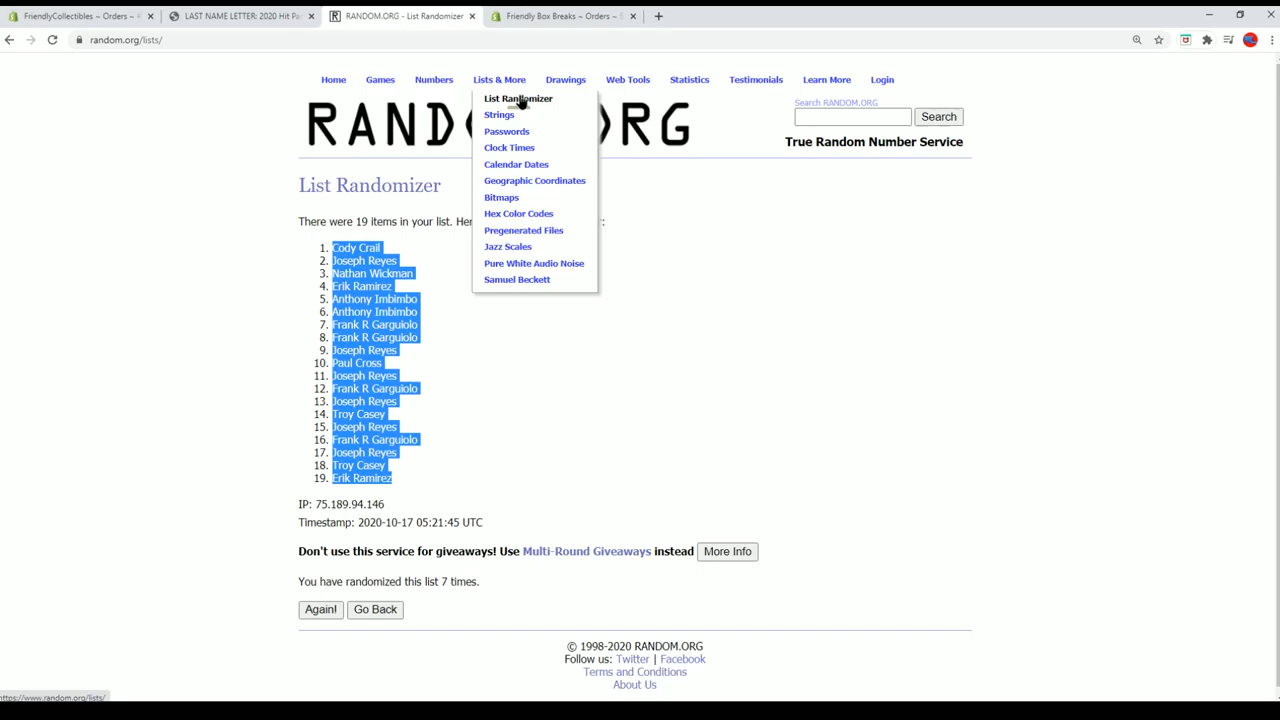 FriendlyCollectibles ~ Orders ~
LAST NAME LETTER: 2020 Hit Pa
RANDOM.ORG - List Randomizer
Friendly Box Breaks ~ Orders ~ S
random.org/lists/
Home Games Numbers Lists & More Drawings Web Tools Statistics Testimonials Learn More Login
List Randomizer
Strings
Passwords
Clock Times
Calendar Dates
Geographic Coordinates
Bitmaps
Hex Color Codes
Pregenerated Files
Jazz Scales
Pure White Audio Noise
Samuel Beckett
RAND RG
Search RANDOM.ORG
Search
True Random Number Service
List Randomizer
There were 19 items in your list. :
1. Cody Crail
2. Joseph Reyes
3. Nathan Wickman
4. Erik Ramirez
5. Anthony Imbimbo
6. Anthony Imbimbo
7. Frank R Garguiolo
8. Frank R Garguiolo
9. Joseph Reyes
10. Paul Cross
11. Joseph Reyes
12. Frank R Garguiolo
13. Joseph Reyes
14. Troy Casey
15. Joseph Reyes
16. Frank R Garguiolo
17. Joseph Reyes
18. Troy Casey
19. Erik Ramirez
IP: 75.189.94.146
Timestamp: 2020-10-17 05:21:45 UTC
Don't use this service for giveaways! Use Multi-Round Giveaways instead More Info
You have randomized this list 7 times.
Again! Go Back
© 1998-2020 RANDOM.ORG
Follow us: Twitter | Facebook
Terms and Conditions
About Us
https://www.random.org/lists/